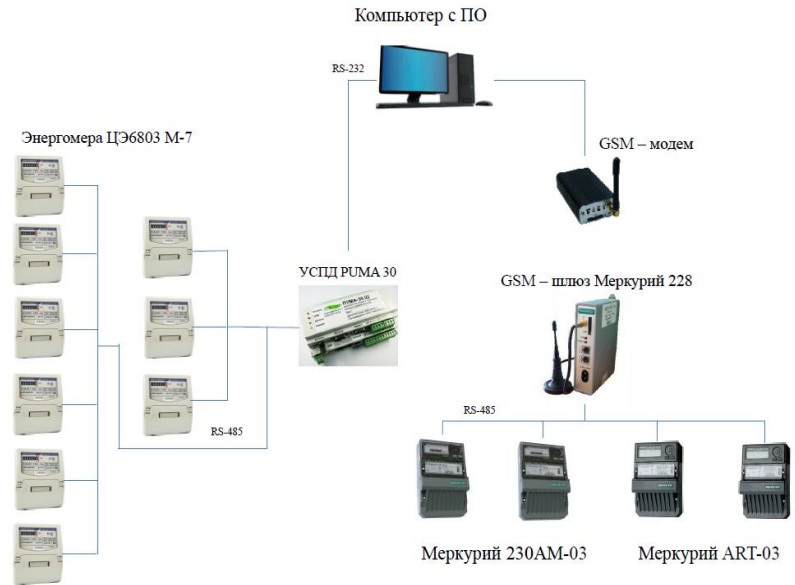 Компьютер с ПО
RS-232
Энергомера ЦЭ6803 М-7
GSM – модем
УСПД PUMA 30
GSM – шлюз Меркурий 228
RS-485
RS-485
Меркурий 230АМ-03
Меркурий ART-03